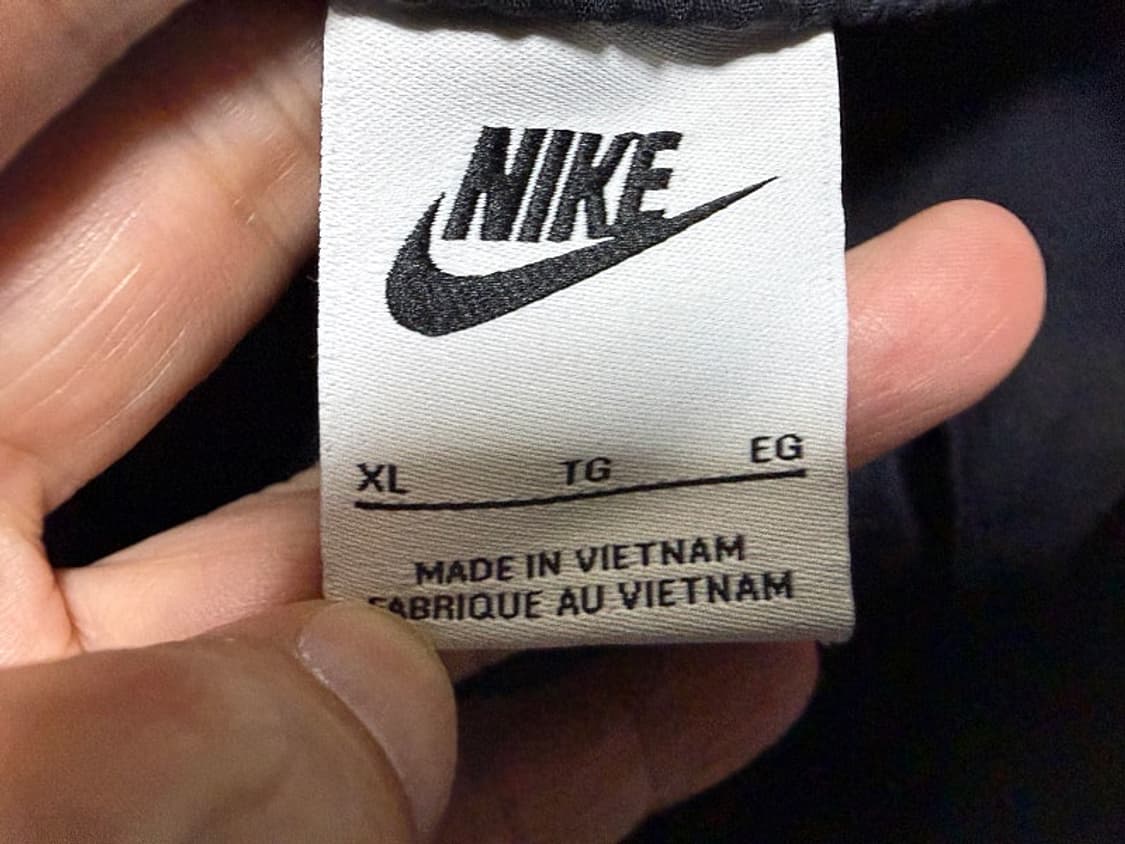 NIKE
XL TG EG
MADE IN VIETNAM
FABRIQUE AU VIETNAM